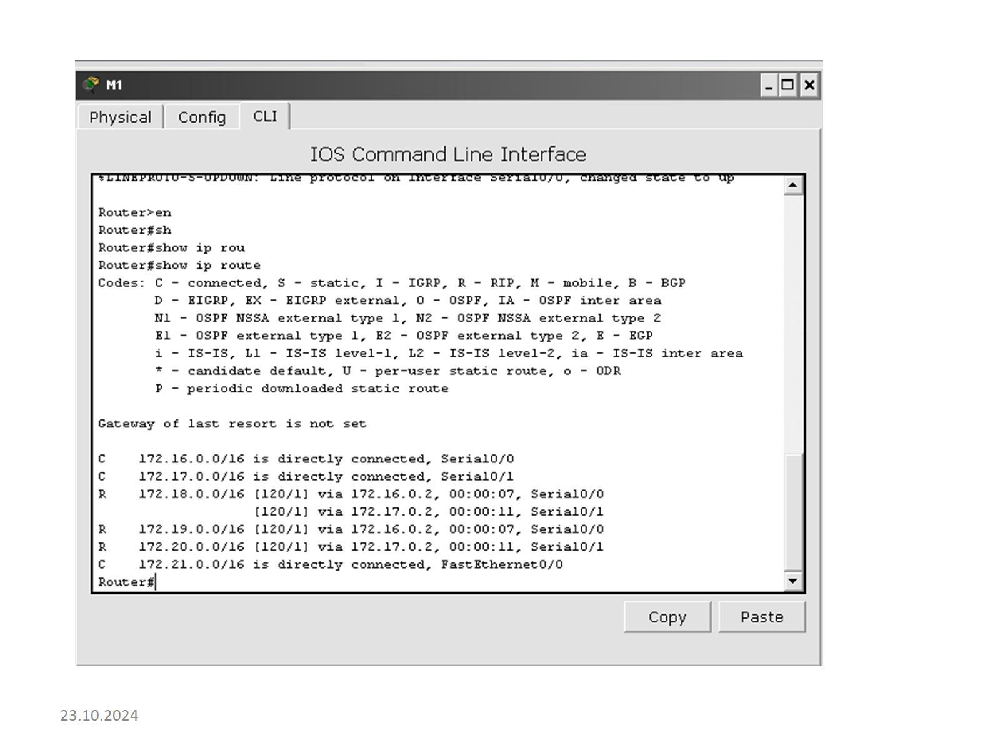 M1
Physical Config CLI
IOS Command Line Interface
%LINEPROTO-5-UPDOWN: Line protocol on Interface Serial0/0, changed state to up
Router>en
Router#sh
Router#show ip rou
Router#show ip route
Codes: C - connected, S - static, I - IGRP, R - RIP, M - mobile, B - BGP
D - EIGRP, EX - EIGRP external, O - OSPF, IA - OSPF inter area
N1 - OSPF NSSA external type 1, N2 - OSPF NSSA external type 2
E1 - OSPF external type 1, E2 - OSPF external type 2, E - EGP
i - IS-IS, L1 - IS-IS level-1, L2 - IS-IS level-2, ia - IS-IS inter area
* - candidate default, U - per-user static route, o - ODR
P - periodic downloaded static route
Gateway of last resort is not set
C 172.16.0.0/16 is directly connected, Serial0/0
C 172.17.0.0/16 is directly connected, Serial0/1
R 172.18.0.0/16 [120/1] via 172.16.0.2, 00:00:07, Serial0/0
[120/1] via 172.17.0.2, 00:00:11, Serial0/1
R 172.19.0.0/16 [120/1] via 172.16.0.2, 00:00:07, Serial0/0
R 172.20.0.0/16 [120/1] via 172.17.0.2, 00:00:11, Serial0/1
C 172.21.0.0/16 is directly connected, FastEthernet0/0
Router#
Copy Paste
23.10.2024